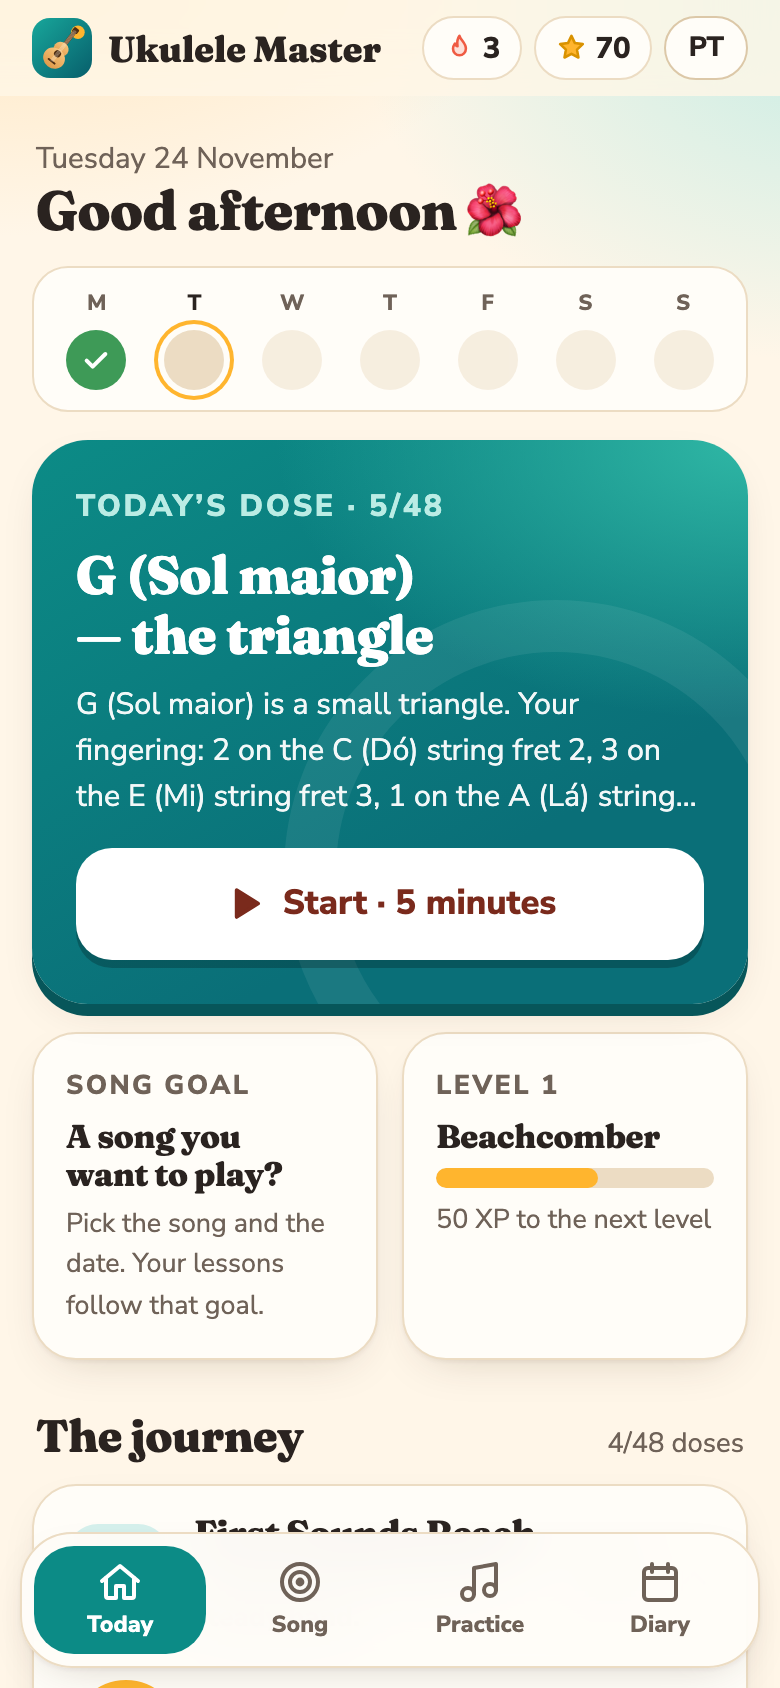 Ukulele Master
3
70
PT
Tuesday 24 November
Good afternoon
M T W T F S S
TODAY’S DOSE · 5/48
G (Sol maior)
— the triangle
G (Sol maior) is a small triangle. Your
fingering: 2 on the C (Dó) string fret 2, 3 on
the E (Mi) string fret 3, 1 on the A (Lá) string...
Start · 5 minutes
SONG GOAL
A song you
want to play?
Pick the song and the
date. Your lessons
follow that goal.
LEVEL 1
Beachcomber
50 XP to the next level
The journey
4/48 doses
First Sounds Beach
Today
Song
Practice
Diary